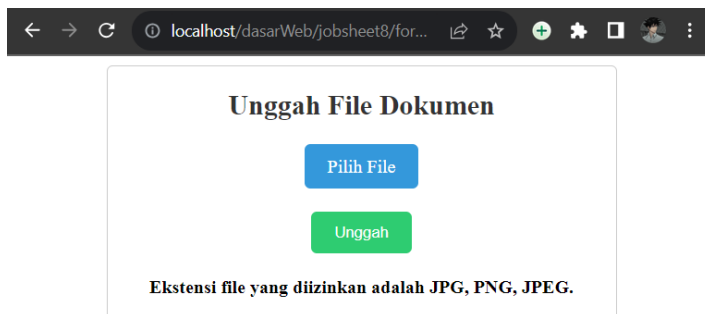 localhost/dasarWeb/jobsheet8/for...
Unggah File Dokumen
Pilih File
Unggah
Ekstensi file yang diizinkan adalah JPG, PNG, JPEG.